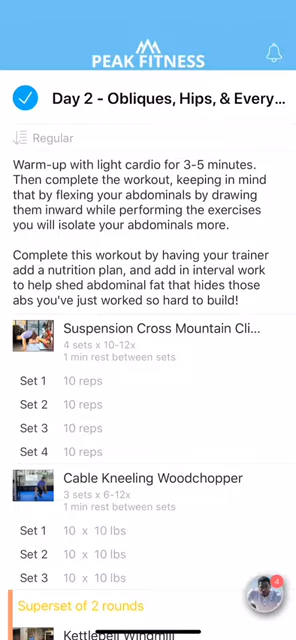 PEAK FITNESS
Day 2 - Obliques, Hips, & Every...
Regular
Warm-up with light cardio for 3-5 minutes.
Then complete the workout, keeping in mind
that by flexing your abdominals by drawing
them inward while performing the exercises
you will isolate your abdominals more.
Complete this workout by having your trainer
add a nutrition plan, and add in interval work
to help shed abdominal fat that hides those
abs you've just worked so hard to build!
Suspension Cross Mountain Cli...
4 sets x 10-12x
1 min rest between sets
Set 1 10 reps
Set 2 10 reps
Set 3 10 reps
Set 4 10 reps
Cable Kneeling Woodchopper
3 sets x 6-12x
1 min rest between sets
Set 1 10 x 10 lbs
Set 2 10 x 10 lbs
Set 3 10 x 10 lbs
4
Superset of 2 rounds
Kettlebell Windmill